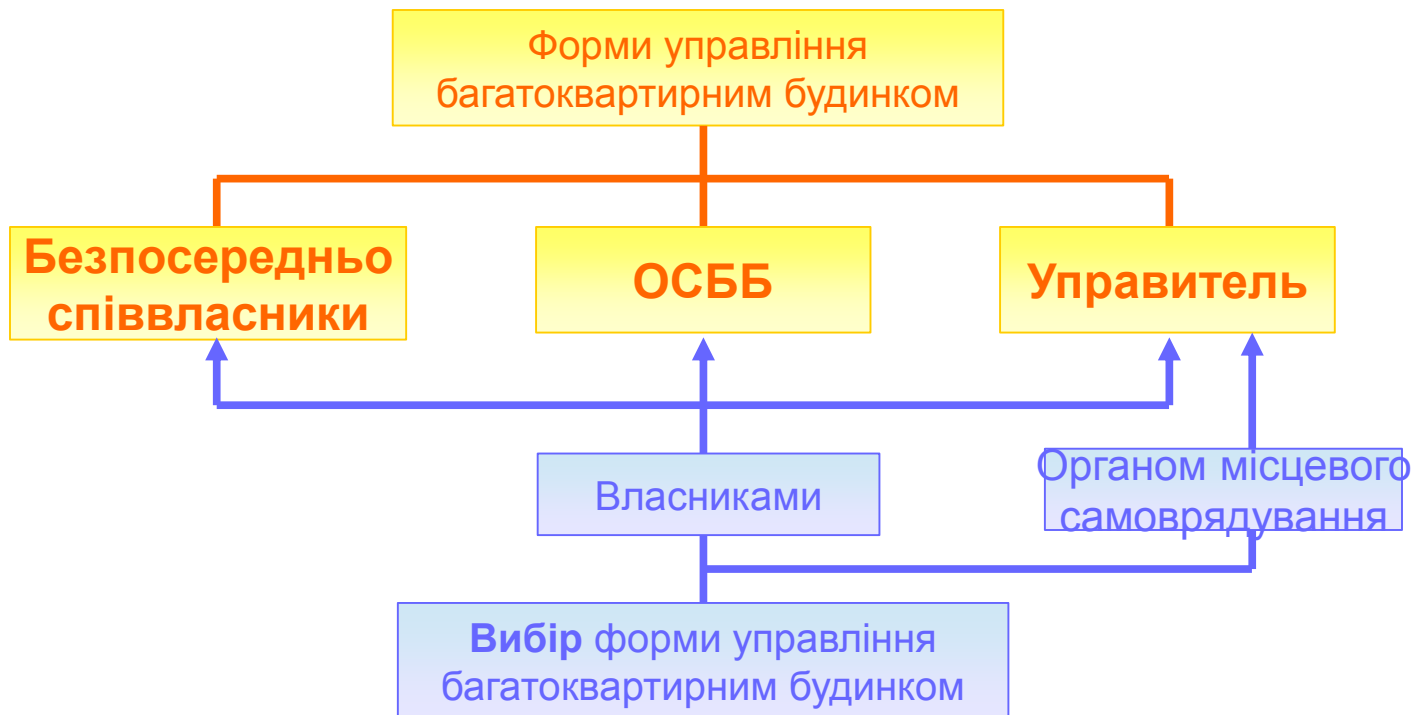 Форми управління
багатоквартирним будинком
Безпосередньо
співвласники
ОСББ
Управитель
Власниками
Органом місцевого
самоврядування
Вибір форми управління
багатоквартирним будинком